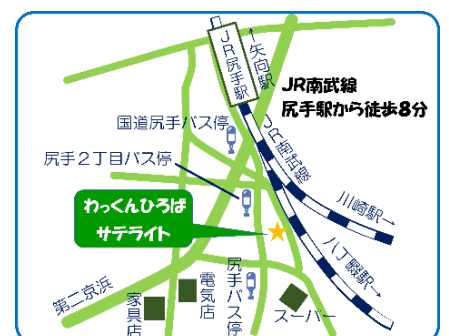 JR尻手駅
→矢向駅
JR南武線
尻手駅から徒歩8分
国道尻手バス停
JR南武線
尻手2丁目バス停
川崎駅→
わっくんひろば
サテライト
八丁畷駅→
第二京浜
家具店
電気店
尻手バス停
スーパー